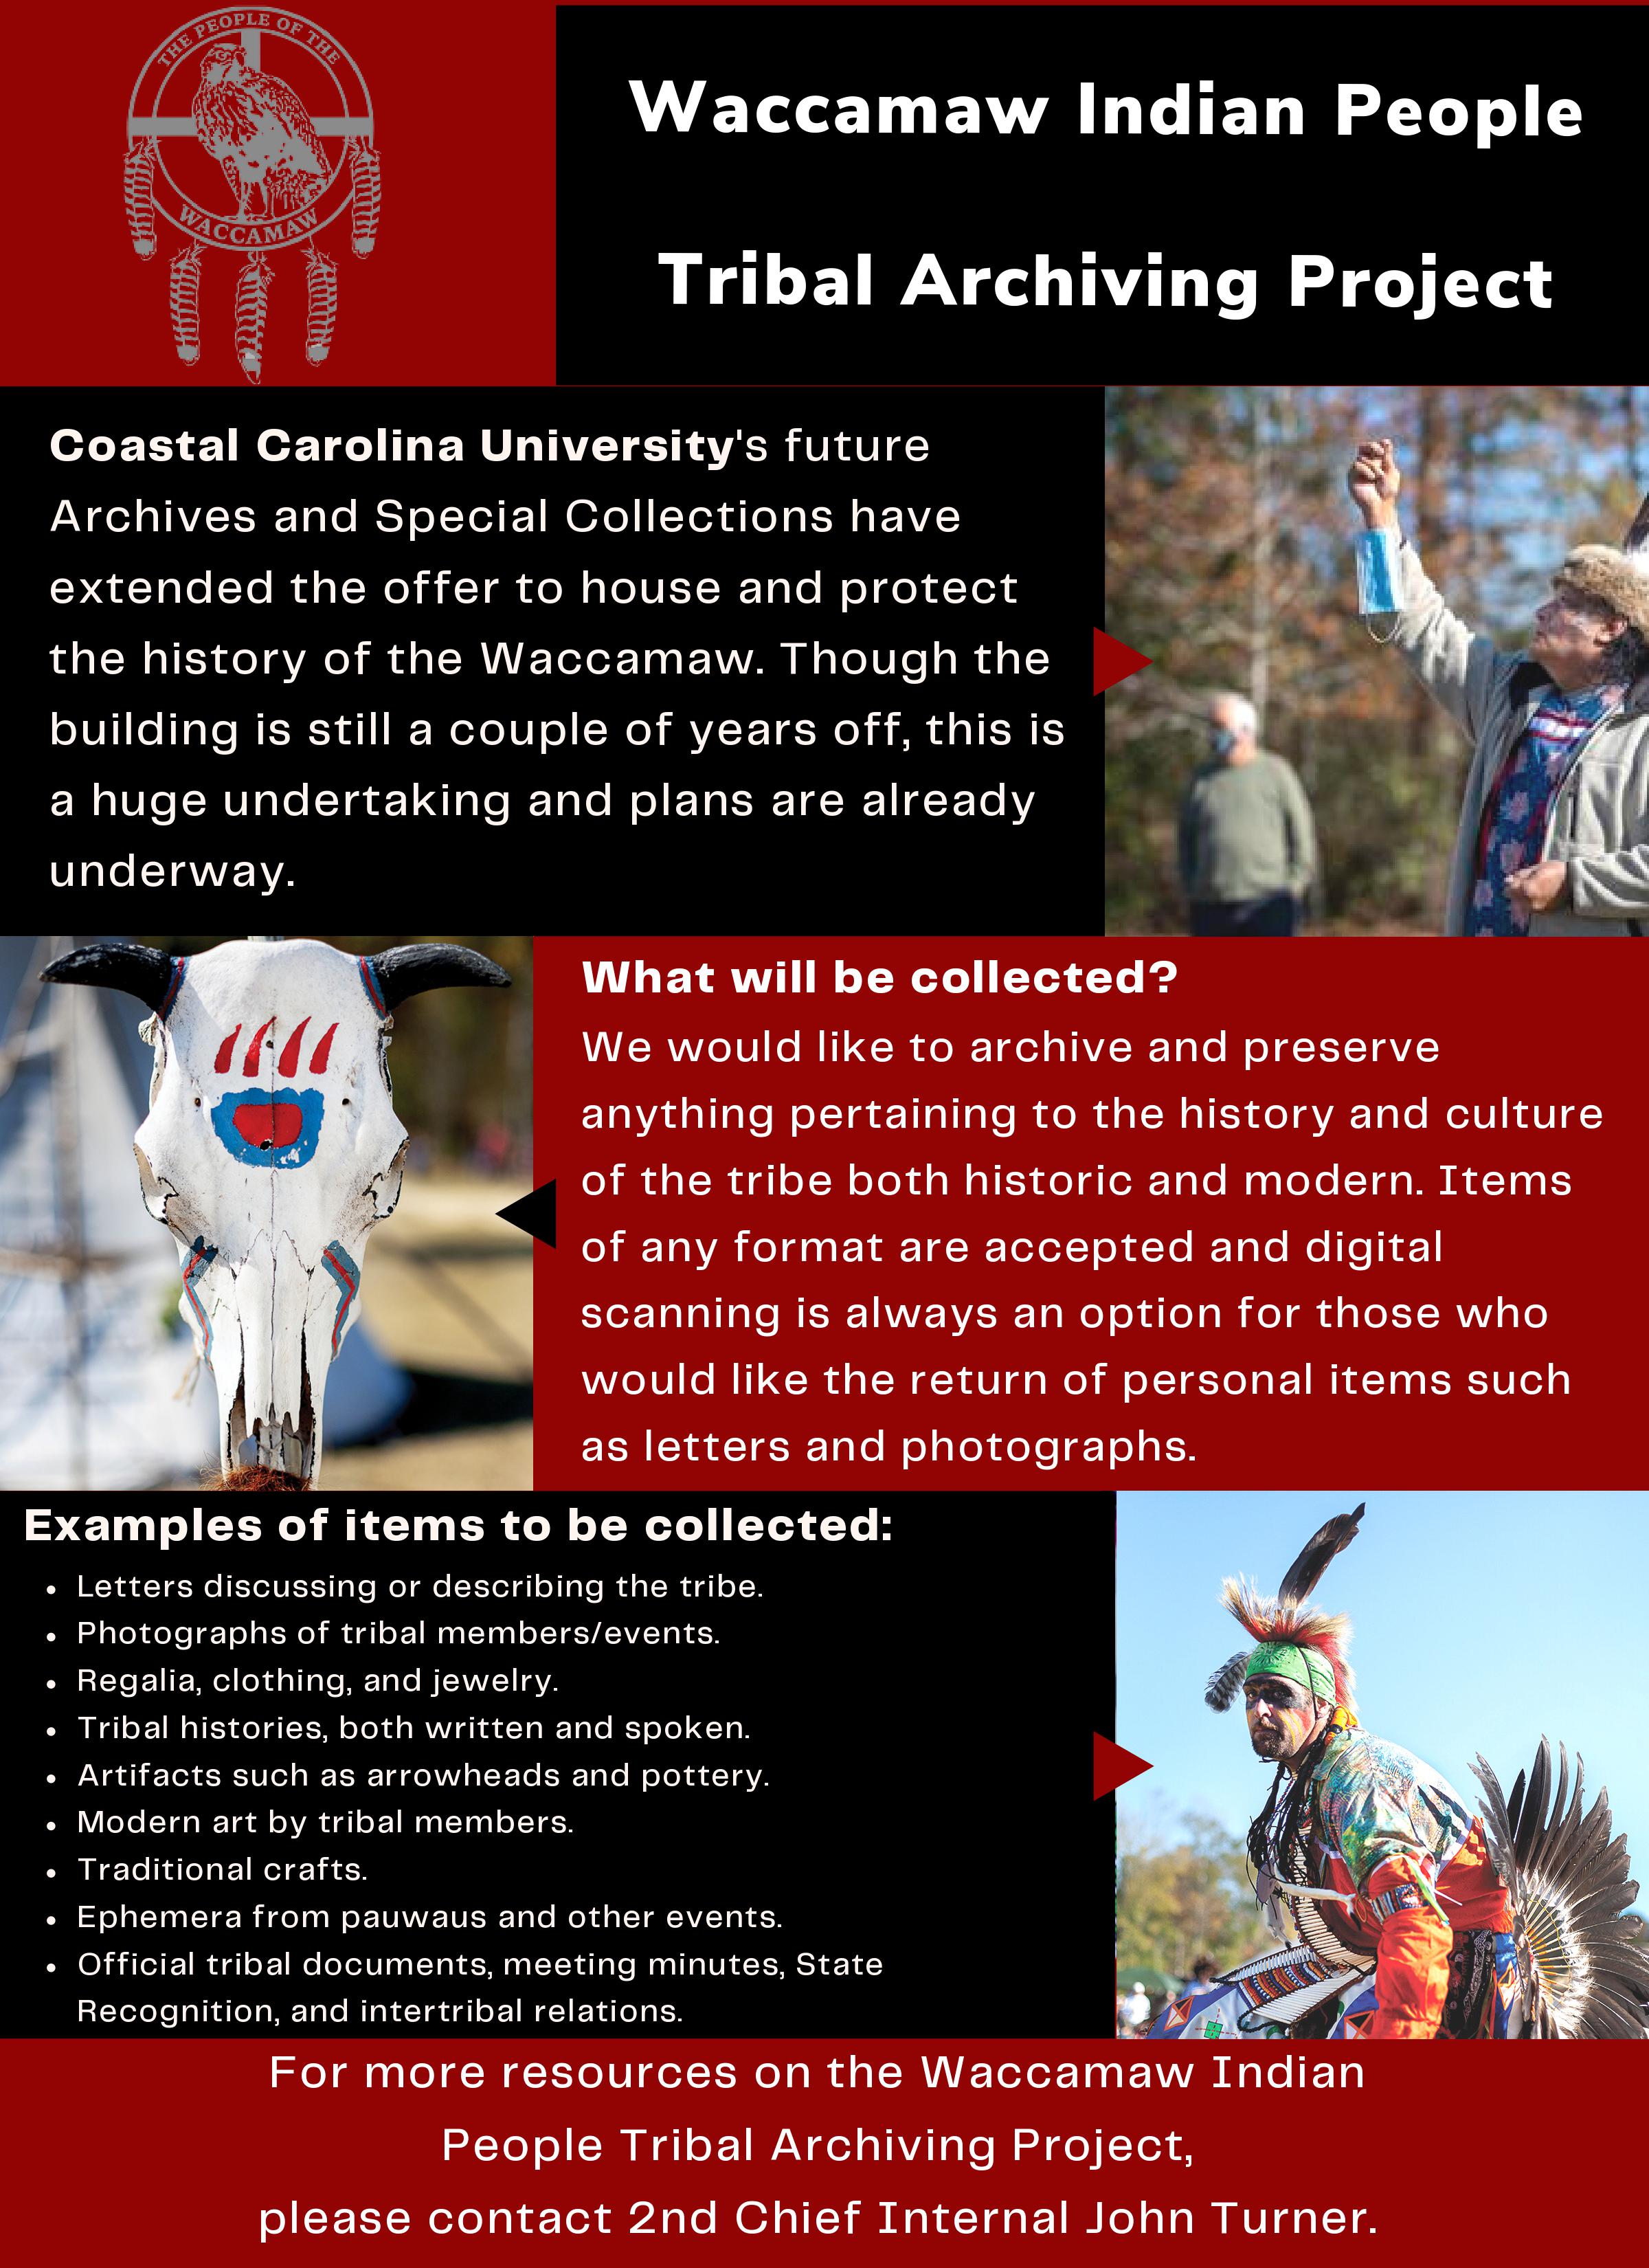 THE PEOPLE OF THE
WACCAMAW
Waccamaw Indian People
Tribal Archiving Project
Coastal Carolina University's future
Archives and Special Collections have
extended the offer to house and protect
the history of the Waccamaw. Though the
building is still a couple of years off, this is
a huge undertaking and plans are already
underway.
What will be collected?
We would like to archive and preserve
anything pertaining to the history and culture
of the tribe both historic and modern. Items
of any format are accepted and digital
scanning is always an option for those who
would like the return of personal items such
as letters and photographs.
Examples of items to be collected:
• Letters discussing or describing the tribe.
• Photographs of tribal members/events.
• Regalia, clothing, and jewelry.
• Tribal histories, both written and spoken.
• Artifacts such as arrowheads and pottery.
• Modern art by tribal members.
• Traditional crafts.
• Ephemera from pauwaus and other events.
• Official tribal documents, meeting minutes, State
Recognition, and intertribal relations.
For more resources on the Waccamaw Indian
People Tribal Archiving Project,
please contact 2nd Chief Internal John Turner.